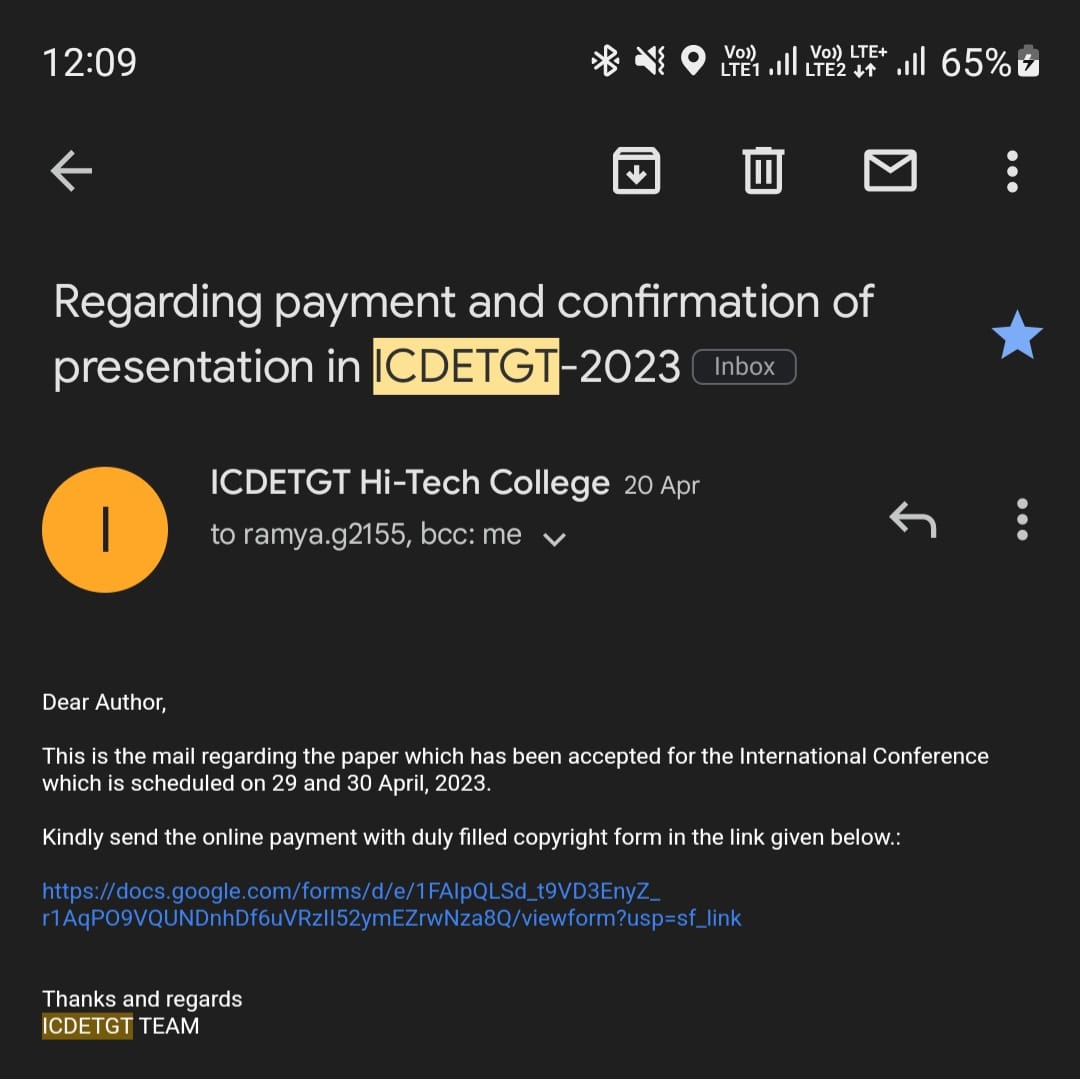 12:09
Vo)) LTE1 Vo)) LTE2 LTE+ 65%
Regarding payment and confirmation of
presentation in ICDETGT-2023 Inbox
I
ICDETGT Hi-Tech College 20 Apr
to ramya.g2155, bcc: me
Dear Author,
This is the mail regarding the paper which has been accepted for the International Conference
which is scheduled on 29 and 30 April, 2023.
Kindly send the online payment with duly filled copyright form in the link given below.:
https://docs.google.com/forms/d/e/1FAIpQLSd_t9VD3EnyZ_
r1AqPO9VQUNDnhDf6uVRzII52ymEZrwNza8Q/viewform?usp=sf_link
Thanks and regards
ICDETGT TEAM